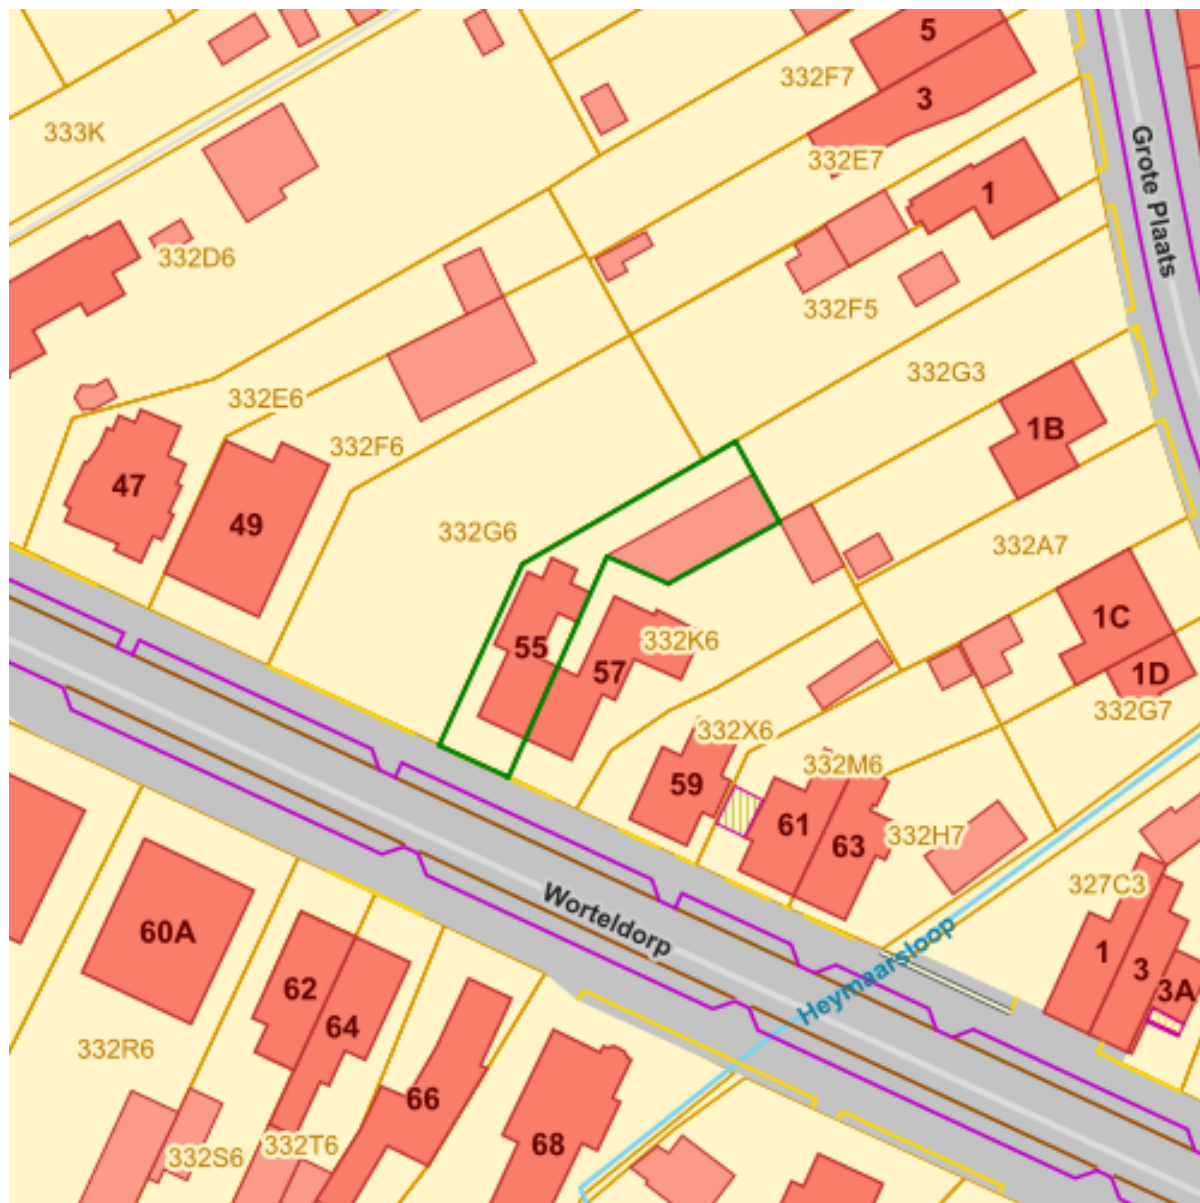 5
332F7
3
333K
Grote Plaats
332E7
1
332D6
332F5
332G3
332E6
1B
332F6
47
49
332G6
332A7
1C
55
332K6
57
1D
332G7
332X6
332M6
59
61
332H7
63
327C3
Worteldorp
60A
1
Heymaarsloop
3
62
3A
64
332R6
66
332T6
68
332S6